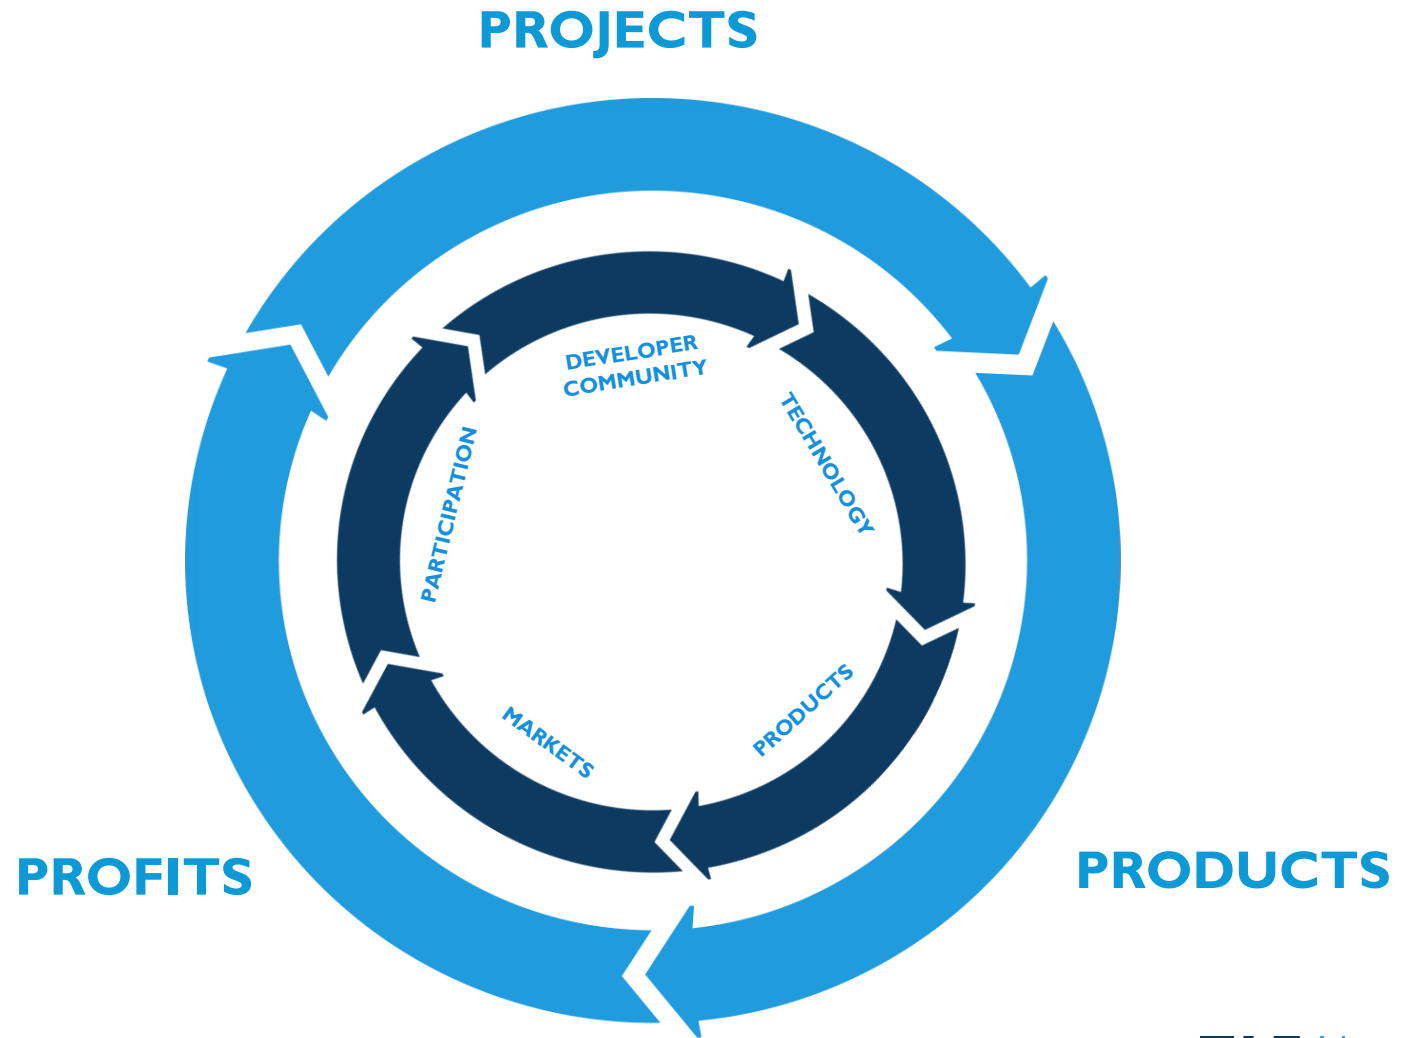 PROJECTS
DEVELOPER
COMMUNITY
TECHNOLOGY
PARTICIPATION
PRODUCTS
MARKETS
PROFITS
PRODUCTS